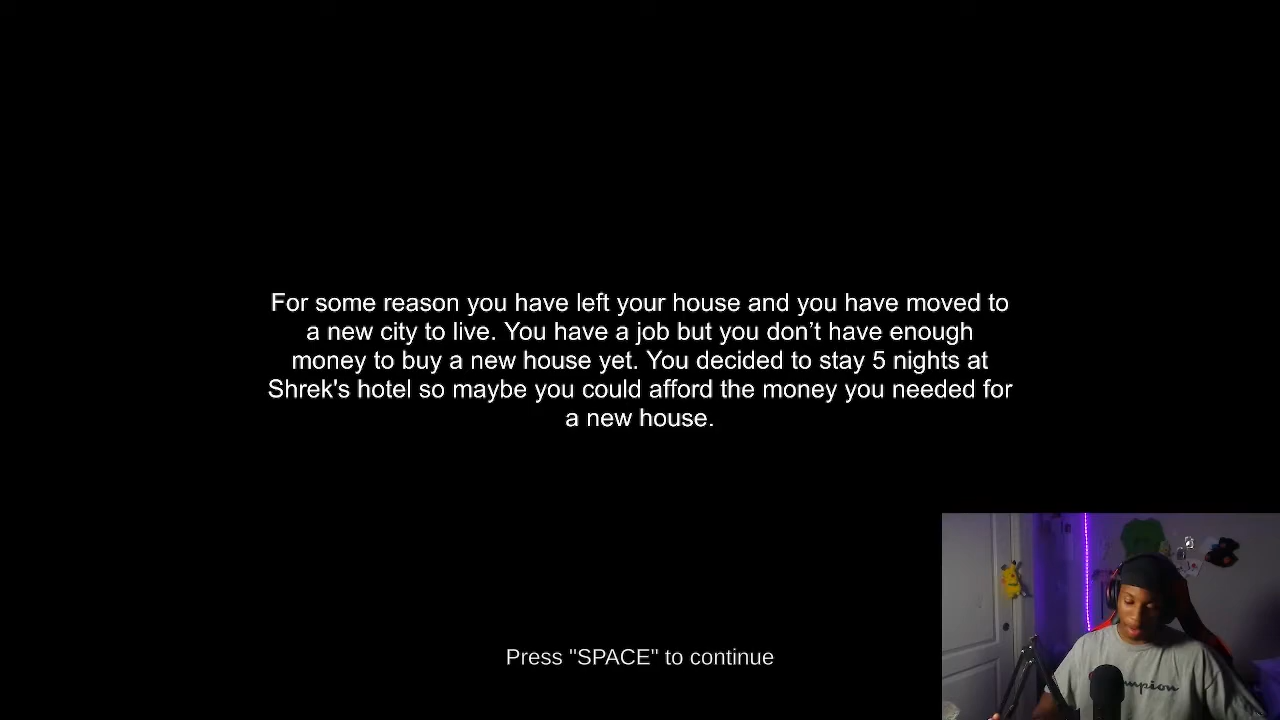 For some reason you have left your house and you have moved to
a new city to live. You have a job but you don’t have enough
money to buy a new house yet. You decided to stay 5 nights at
Shrek's hotel so maybe you could afford the money you needed for
a new house.
Press "SPACE" to continue